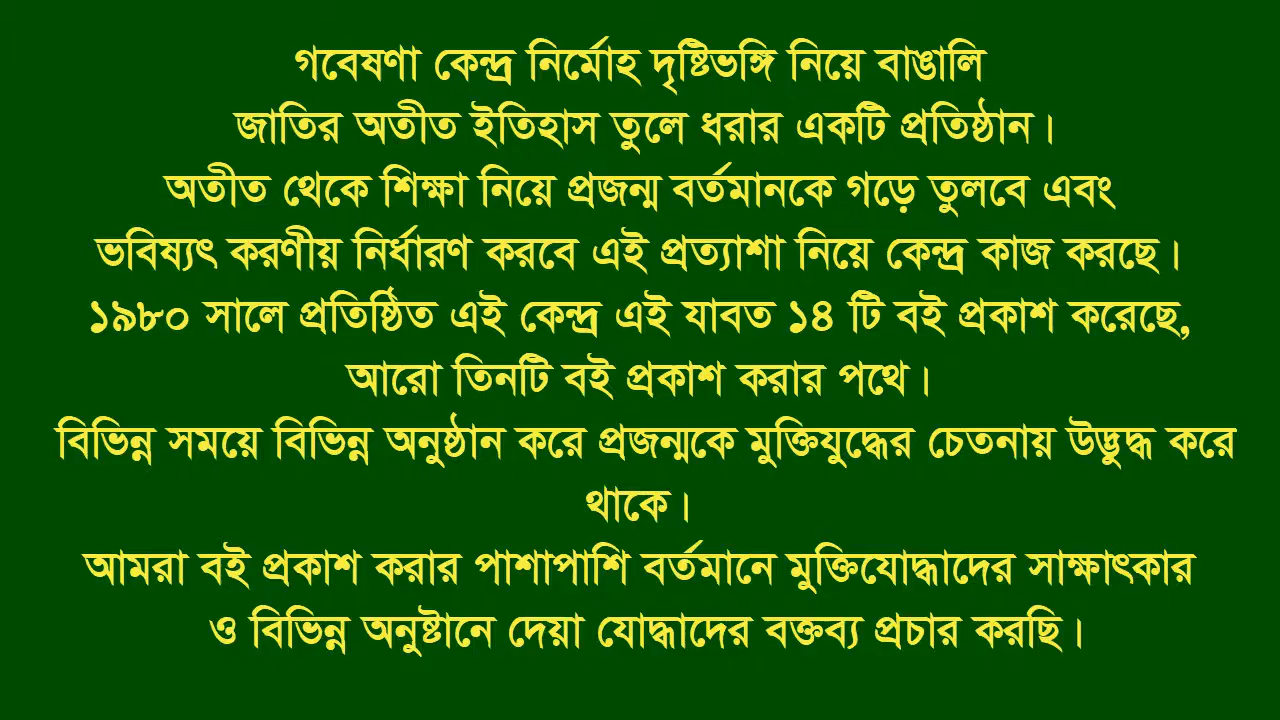 গবেষণা কেন্দ্র নির্মোহ দৃষ্টিভঙ্গি নিয়ে বাঙালি
জাতির অতীত ইতিহাস তুলে ধরার একটি প্রতিষ্ঠান।
অতীত থেকে শিক্ষা নিয়ে প্রজন্ম বর্তমানকে গড়ে তুলবে এবং
ভবিষ্যৎ করণীয় নির্ধারণ করবে এই প্রত্যাশা নিয়ে কেন্দ্র কাজ করছে।
১৯৮০ সালে প্রতিষ্ঠিত এই কেন্দ্র এই যাবত ১৪ টি বই প্রকাশ করেছে,
আরো তিনটি বই প্রকাশ করার পথে।
বিভিন্ন সময়ে বিভিন্ন অনুষ্ঠান করে প্রজন্মকে মুক্তিযুদ্ধের চেতনায় উদ্ভুদ্ধ করে
থাকে।
আমরা বই প্রকাশ করার পাশাপাশি বর্তমানে মুক্তিযোদ্ধাদের সাক্ষাৎকার
ও বিভিন্ন অনুষ্টানে দেয়া যোদ্ধাদের বক্তব্য প্রচার করছি।